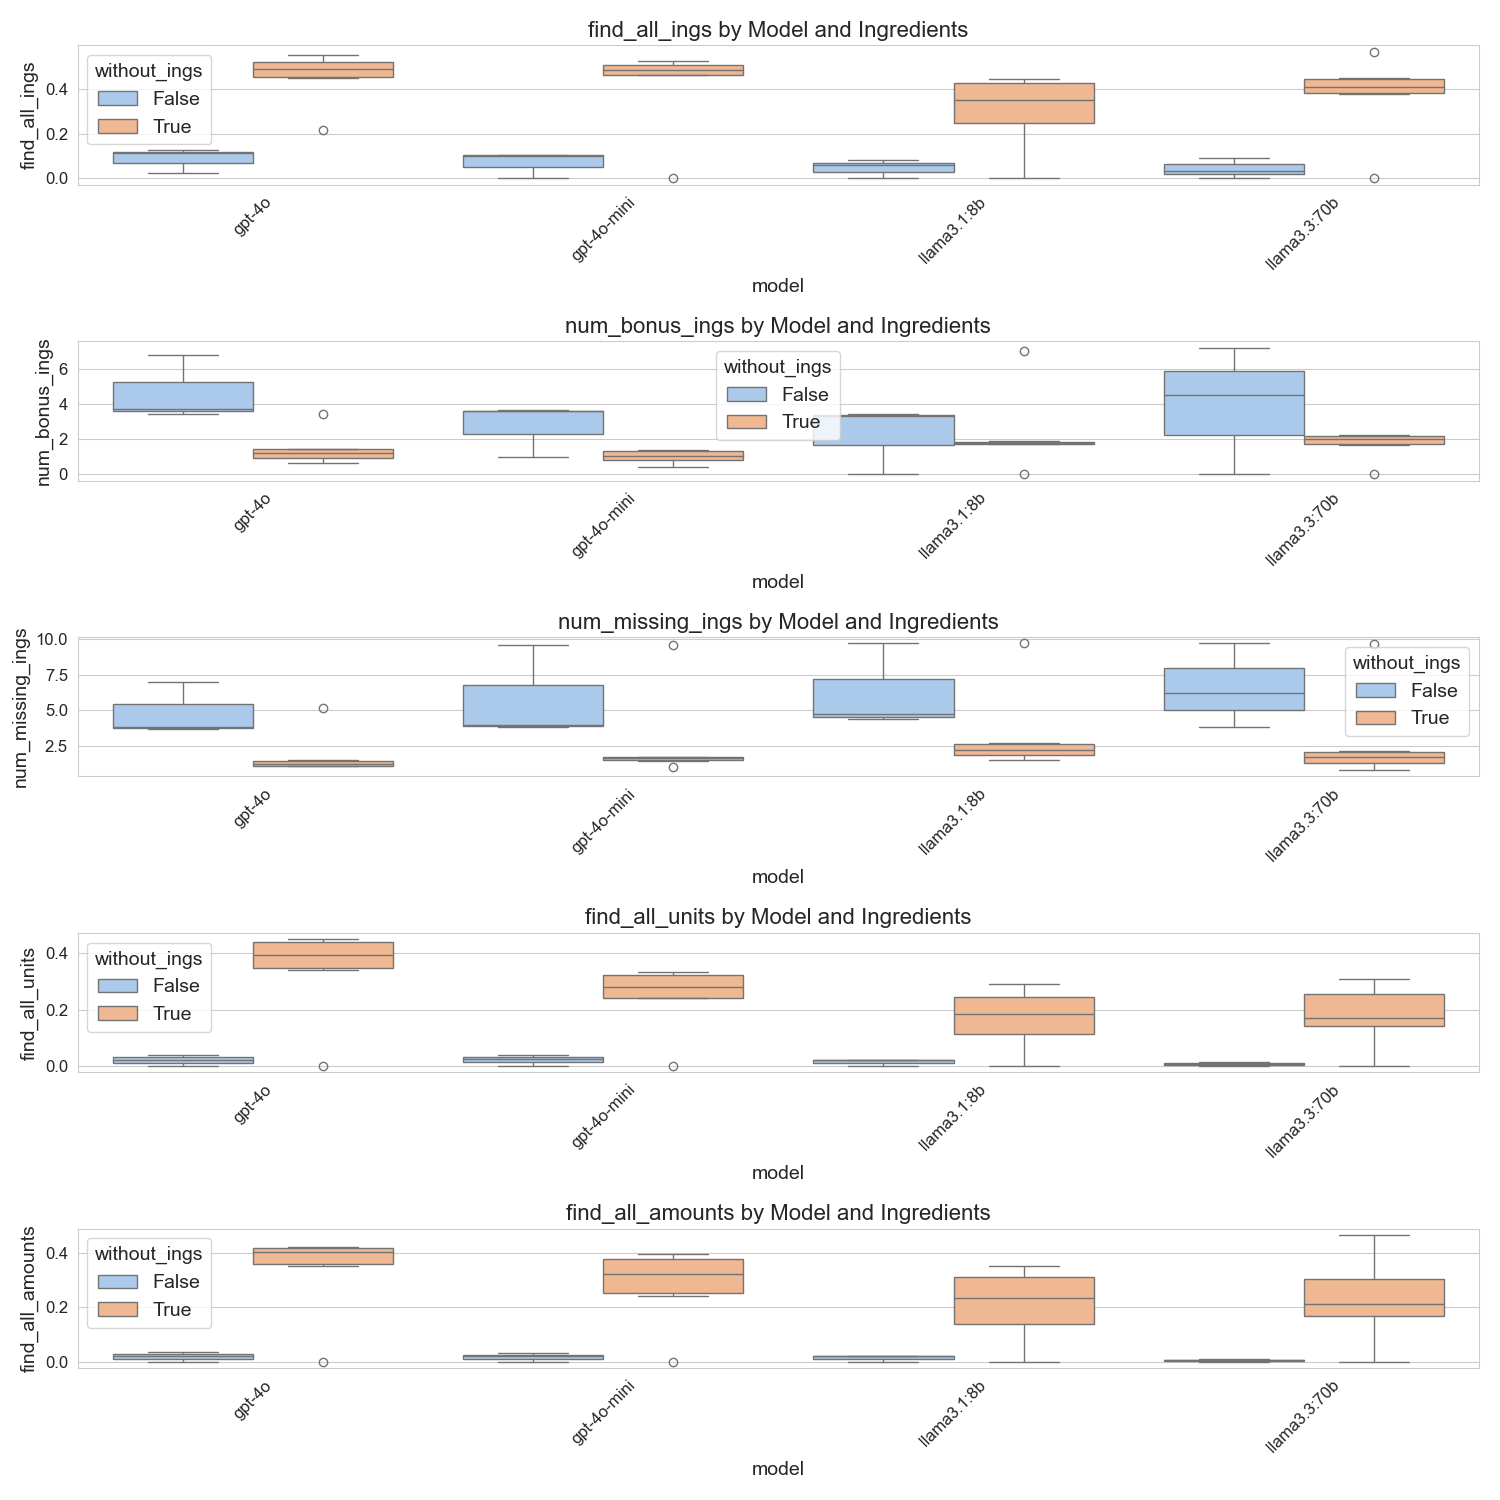 find_all_ings by Model and Ingredients
find_all_ings
0.4
0.2
0.0
without_ings
False
True
gpt-4o
gpt-4o-mini
llama3.1:8b
llama3.3:70b
model
num_bonus_ings by Model and Ingredients
num_bonus_ings
6
4
2
0
without_ings
False
True
gpt-4o
gpt-4o-mini
llama3.1:8b
llama3.3:70b
model
num_missing_ings by Model and Ingredients
num_missing_ings
10.0
7.5
5.0
2.5
without_ings
False
True
gpt-4o
gpt-4o-mini
llama3.1:8b
llama3.3:70b
model
find_all_units by Model and Ingredients
find_all_units
0.4
0.2
0.0
without_ings
False
True
gpt-4o
gpt-4o-mini
llama3.1:8b
llama3.3:70b
model
find_all_amounts by Model and Ingredients
find_all_amounts
0.4
0.2
0.0
without_ings
False
True
gpt-4o
gpt-4o-mini
llama3.1:8b
llama3.3:70b
model